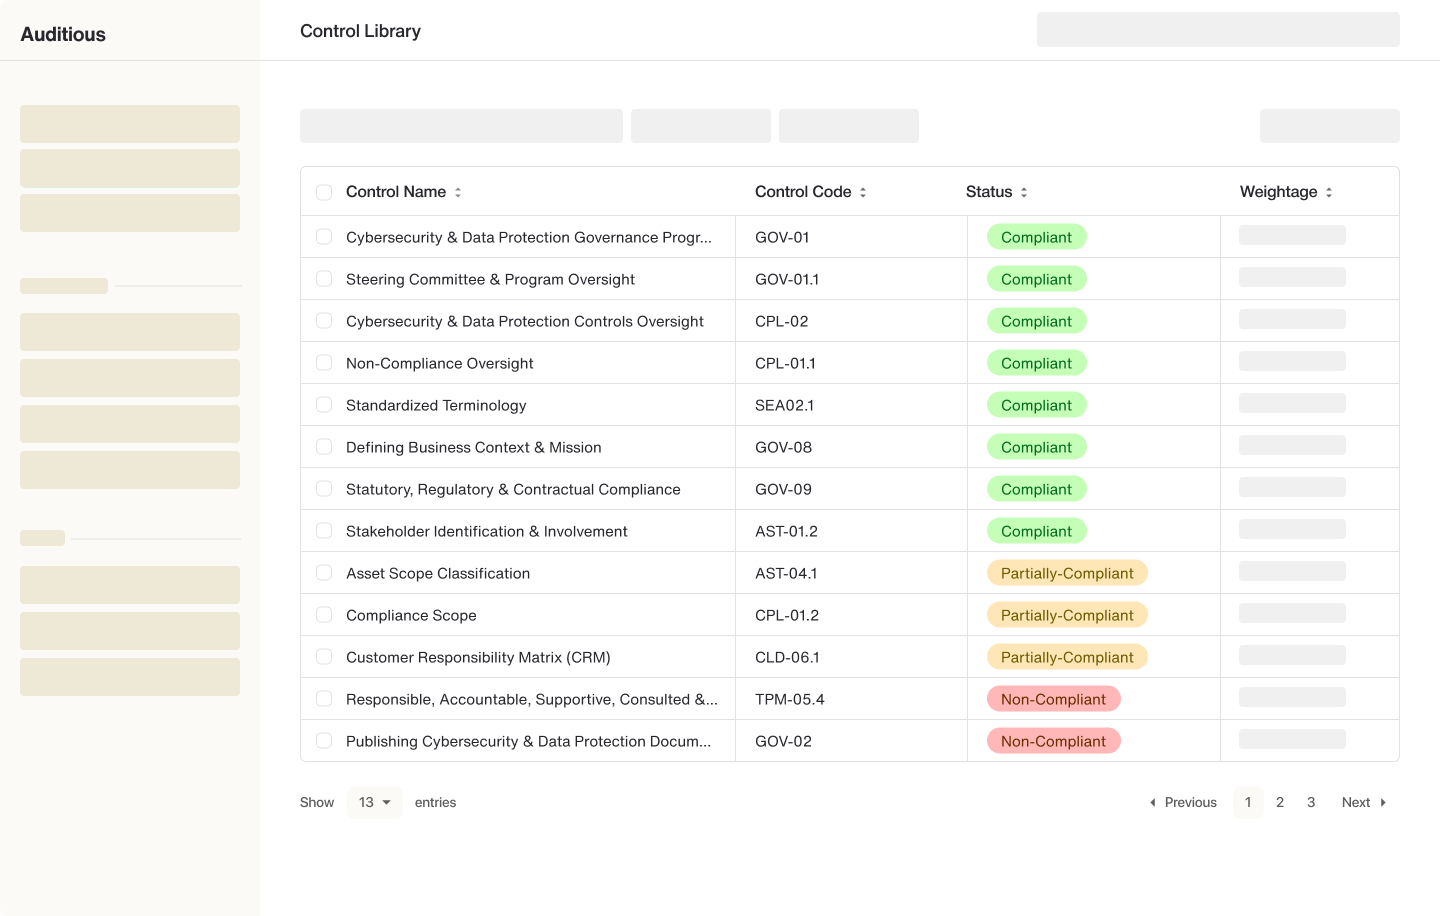 Auditious
Control Library
Control Name Control Code Status Weightage
Cybersecurity & Data Protection Governance Progr... GOV-01 Compliant
Steering Committee & Program Oversight GOV-01.1 Compliant
Cybersecurity & Data Protection Controls Oversight CPL-02 Compliant
Non-Compliance Oversight CPL-01.1 Compliant
Standardized Terminology SEA02.1 Compliant
Defining Business Context & Mission GOV-08 Compliant
Statutory, Regulatory & Contractual Compliance GOV-09 Compliant
Stakeholder Identification & Involvement AST-01.2 Compliant
Asset Scope Classification AST-04.1 Partially-Compliant
Compliance Scope CPL-01.2 Partially-Compliant
Customer Responsibility Matrix (CRM) CLD-06.1 Partially-Compliant
Responsible, Accountable, Supportive, Consulted &... TPM-05.4 Non-Compliant
Publishing Cybersecurity & Data Protection Docum... GOV-02 Non-Compliant
Show 13 entries Previous 1 2 3 Next